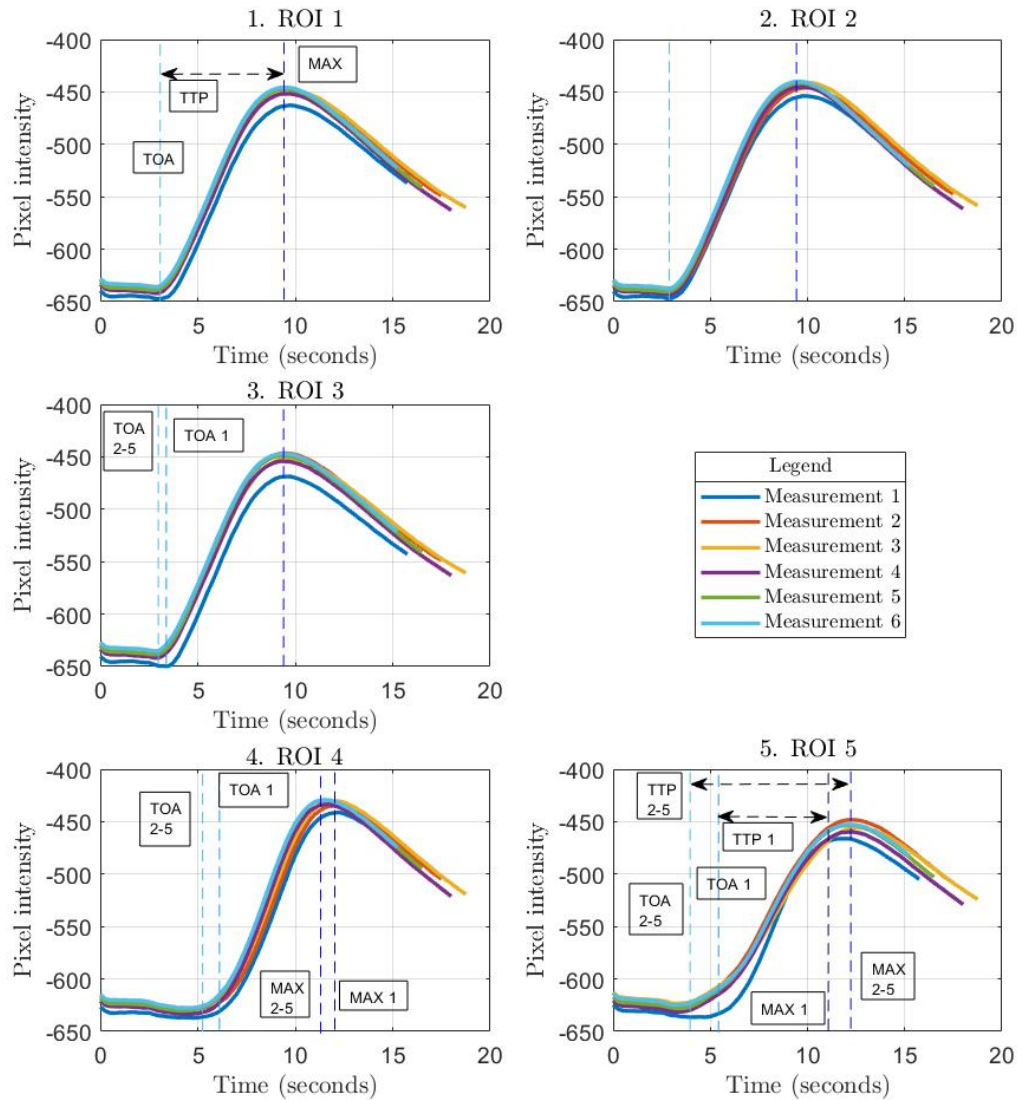 1. ROI 1
-400
-450
-500
-550
-600
-650
Pixel intensity
0 5 10 15 20
Time (seconds)
MAX
TTP
TOA
2. ROI 2
-400
-450
-500
-550
-600
-650
Pixel intensity
0 5 10 15 20
Time (seconds)
3. ROI 3
-400
-450
-500
-550
-600
-650
Pixel intensity
0 5 10 15 20
Time (seconds)
TOA
2-5
TOA 1
Legend
Measurement 1
Measurement 2
Measurement 3
Measurement 4
Measurement 5
Measurement 6
4. ROI 4
-400
-450
-500
-550
-600
-650
Pixel intensity
0 5 10 15 20
Time (seconds)
TOA
2-5
TOA 1
MAX
2-5
MAX 1
5. ROI 5
-400
-450
-500
-550
-600
-650
Pixel intensity
0 5 10 15 20
Time (seconds)
TTP
2-5
TTP 1
TOA
2-5
TOA 1
MAX 1
MAX
2-5